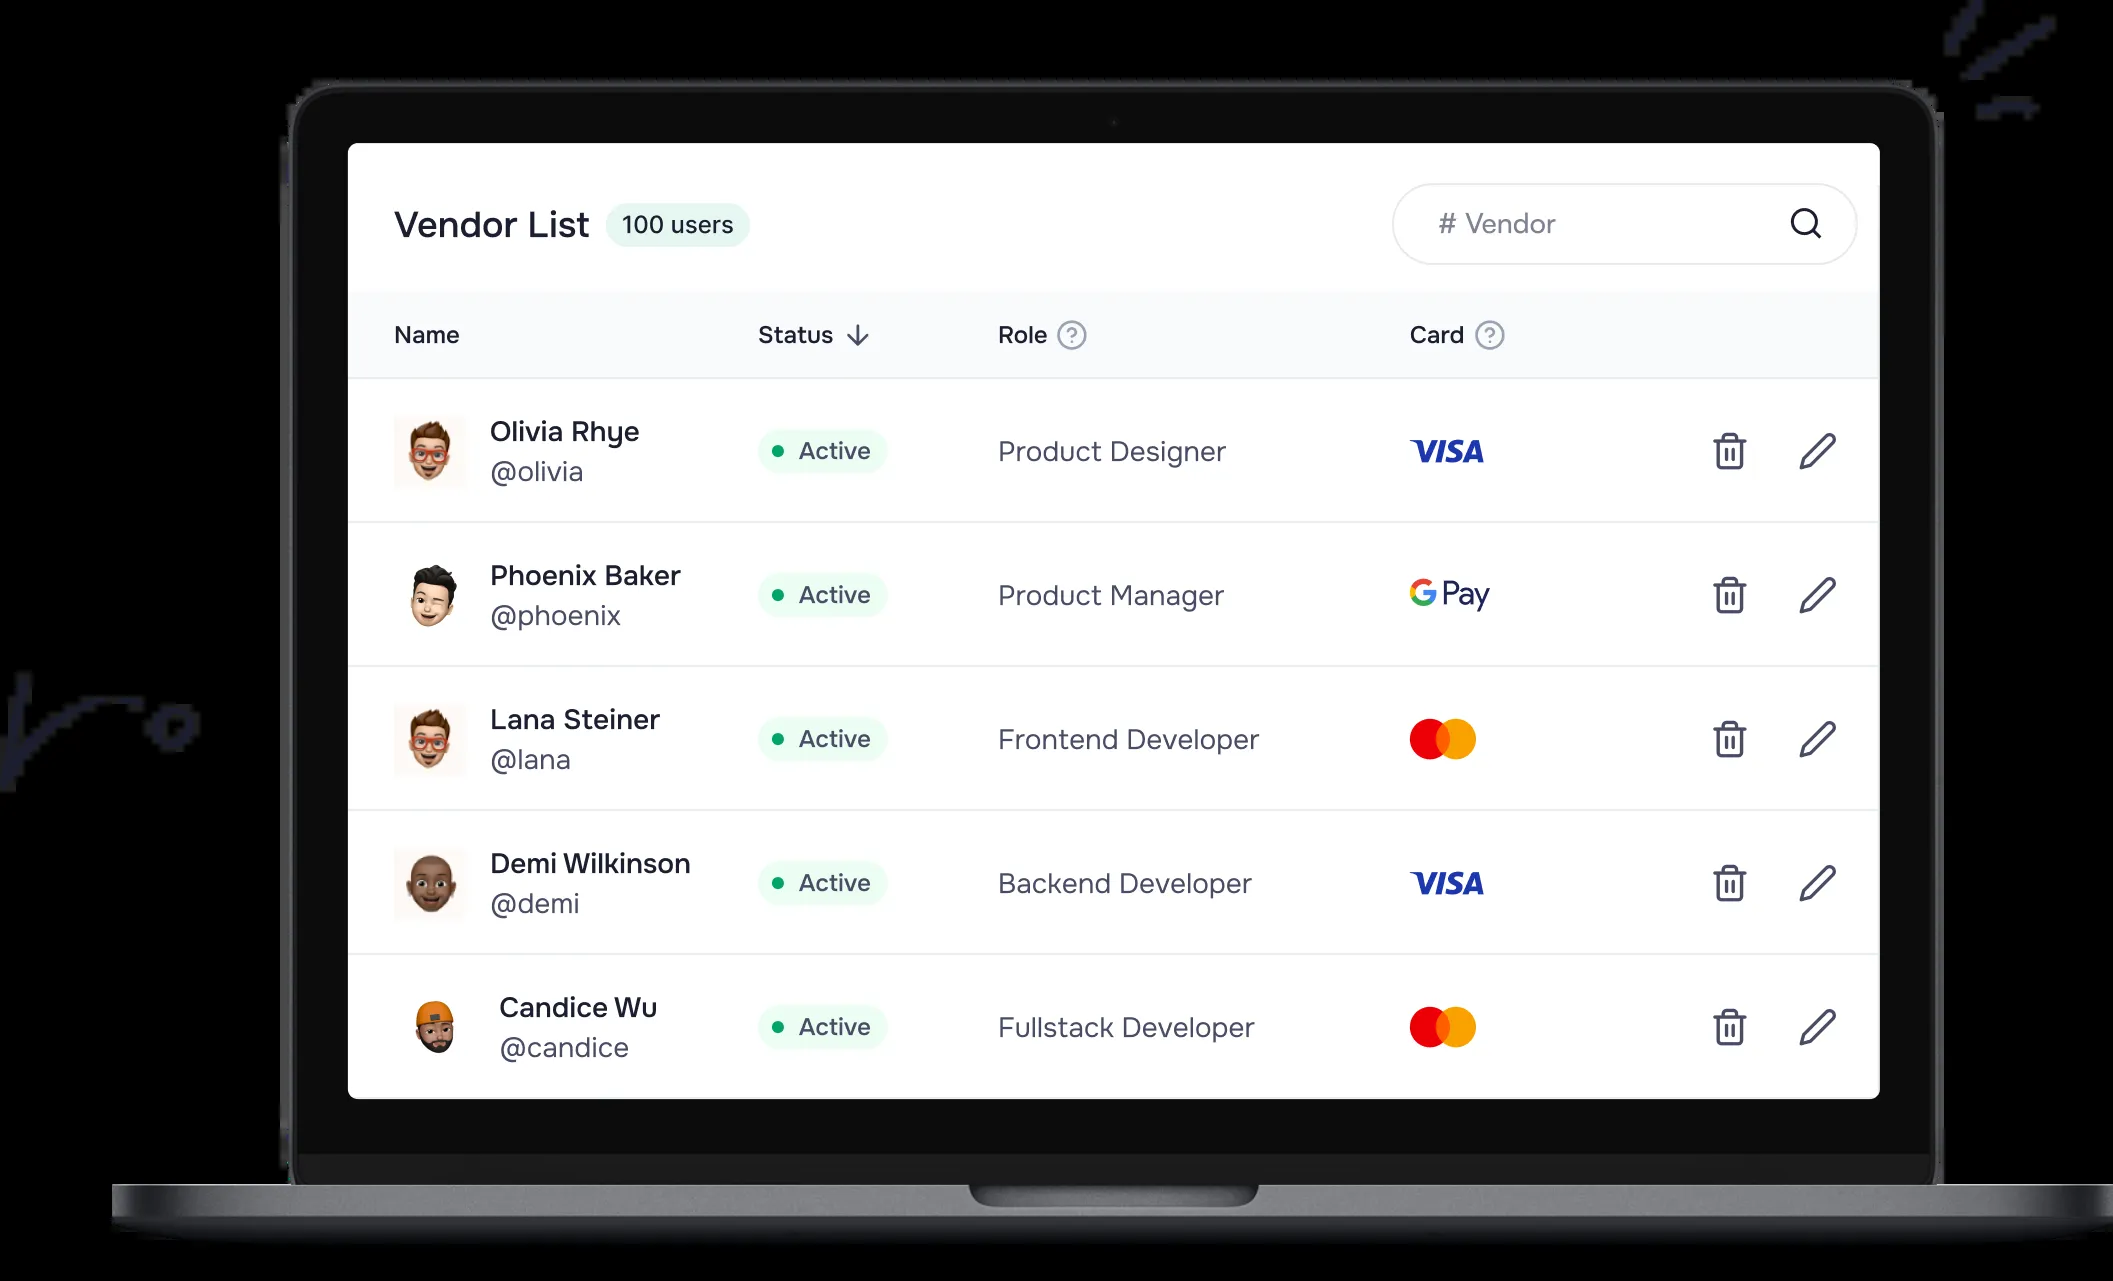 Vendor List 100 users # Vendor
Name Status Role ? Card ?
Olivia Rhye
@olivia
Active
Product Designer
VISA
Phoenix Baker
@phoenix
Active
Product Manager
G Pay
Lana Steiner
@lana
Active
Frontend Developer
Demi Wilkinson
@demi
Active
Backend Developer
VISA
Candice Wu
@candice
Active
Fullstack Developer